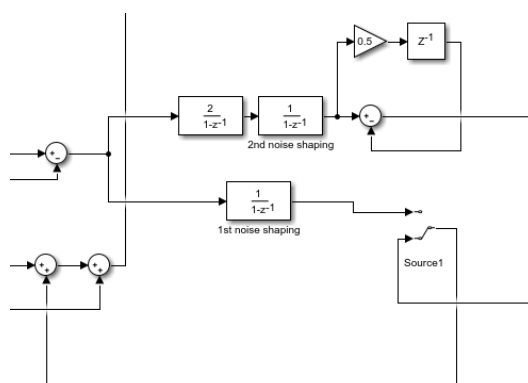 0.5
Z-1
2
1-z-1
1
1-z-1
2nd noise shaping
+
-
+
-
1
1-z-1
1st noise shaping
+
+
+
+
Source1